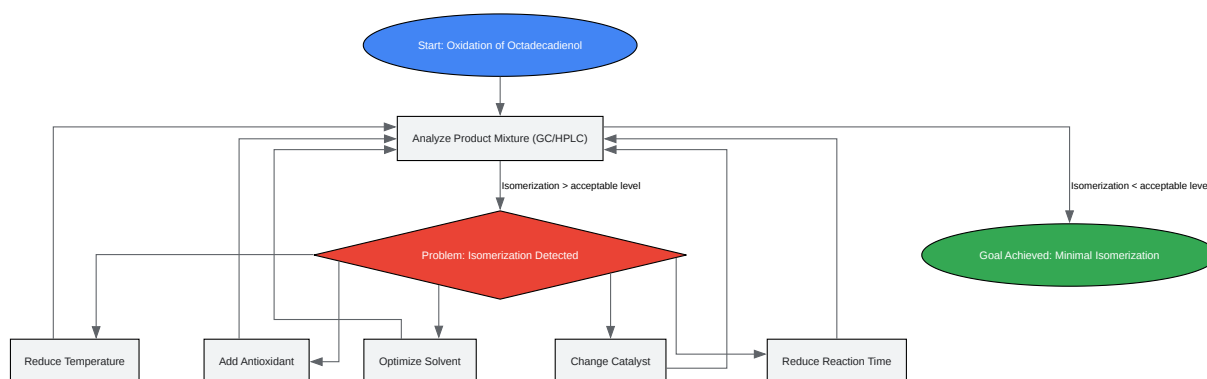 Start: Oxidation of Octadecadienol
Analyze Product Mixture (GC/HPLC)
Isomerization > acceptable level
Isomerization < acceptable level
Problem: Isomerization Detected
Goal Achieved: Minimal Isomerization
Reduce Temperature
Add Antioxidant
Optimize Solvent
Change Catalyst
Reduce Reaction Time